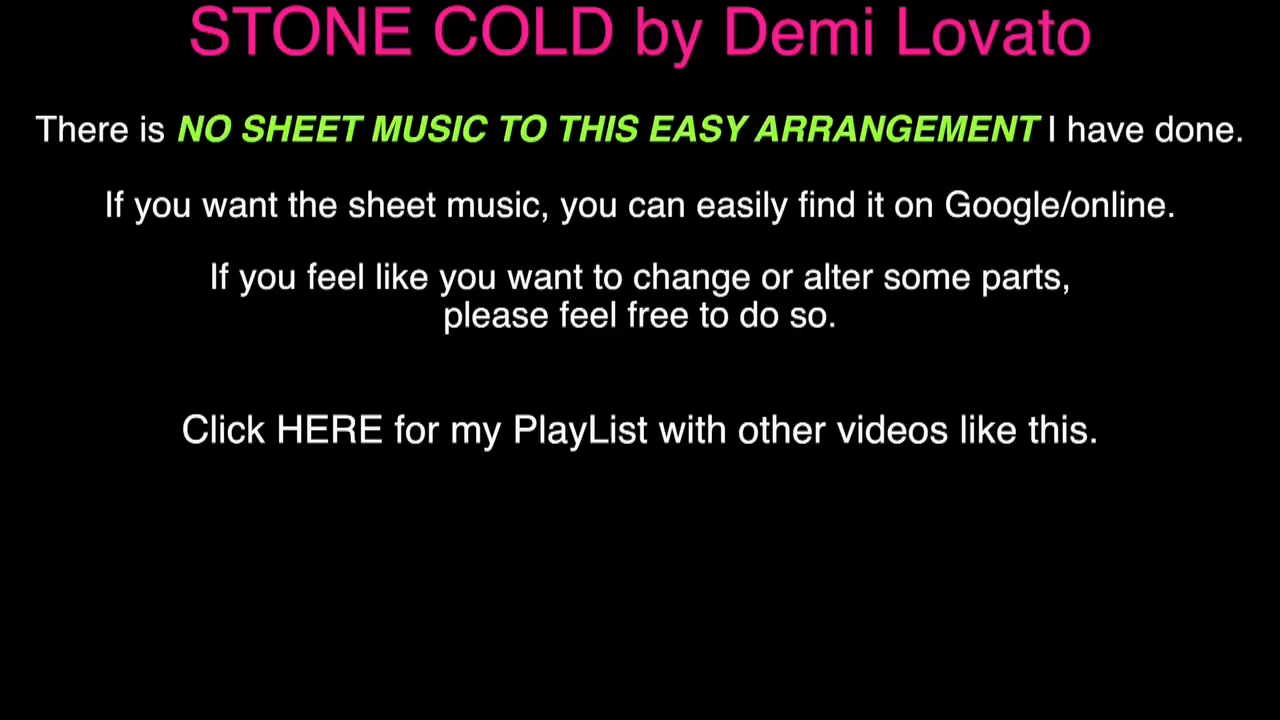 STONE COLD by Demi Lovato
There is NO SHEET MUSIC TO THIS EASY ARRANGEMENT I have done.
If you want the sheet music, you can easily find it on Google/online.
If you feel like you want to change or alter some parts,
please feel free to do so.
Click HERE for my PlayList with other videos like this.